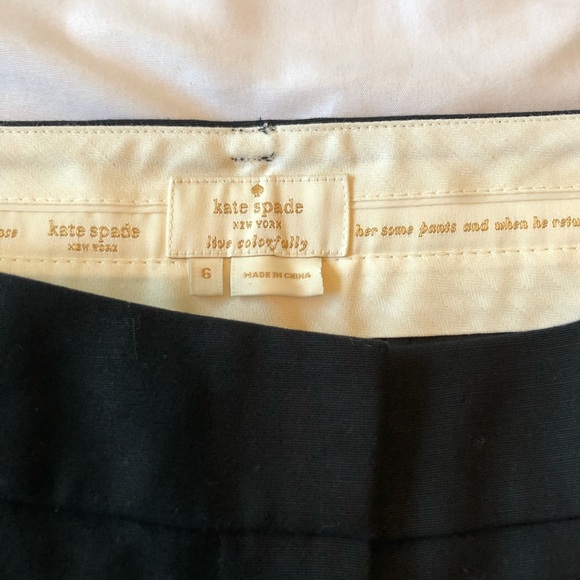 kate spade
NEW YORK
kate spade
NEW YORK
live colorfully
her some pants and when he
6
MADE IN CHINA